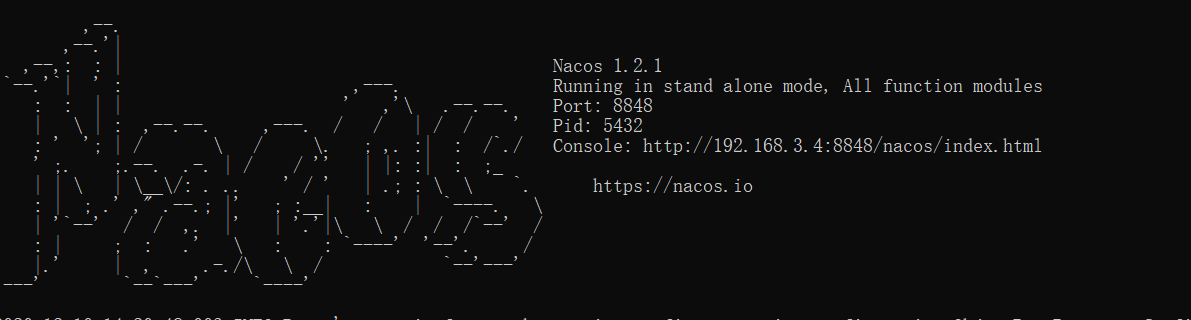 Nacos 1.2.1
Running in stand alone mode, All function modules
Port: 8848
Pid: 5432
Console: http://192.168.3.4:8848/nacos/index.html
https://nacos.io